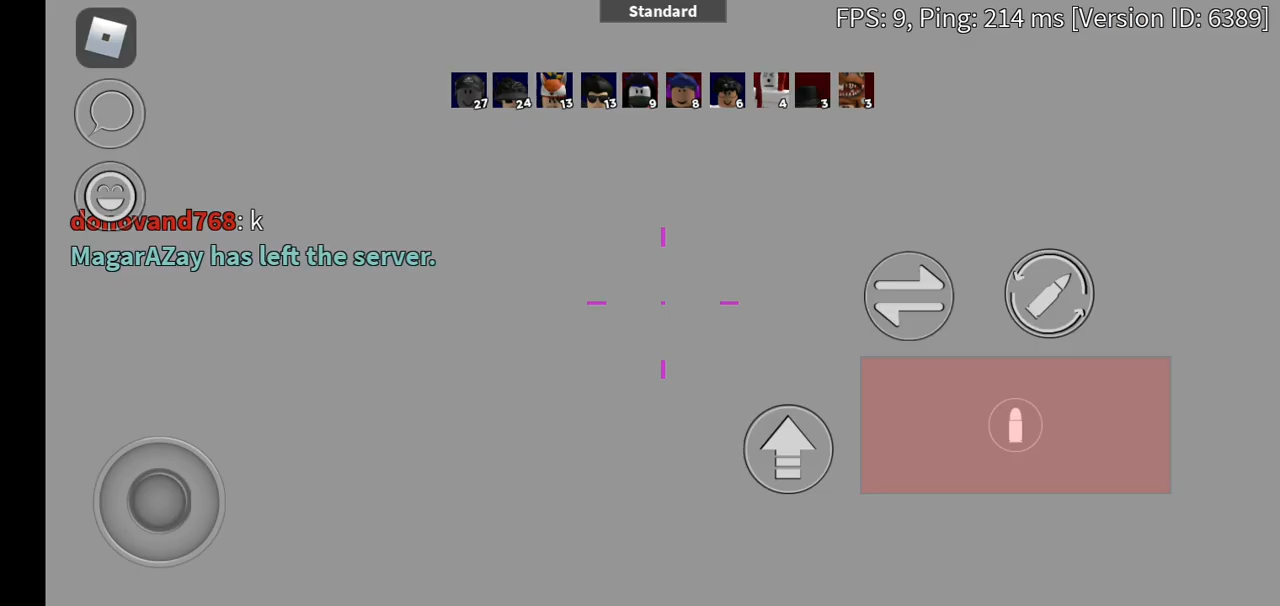 Standard
FPS: 9, Ping: 214 ms [Version ID: 6389]
27 24 13 13 9 8 6 4 3 3
donovand768: k
MagarAZay has left the server.